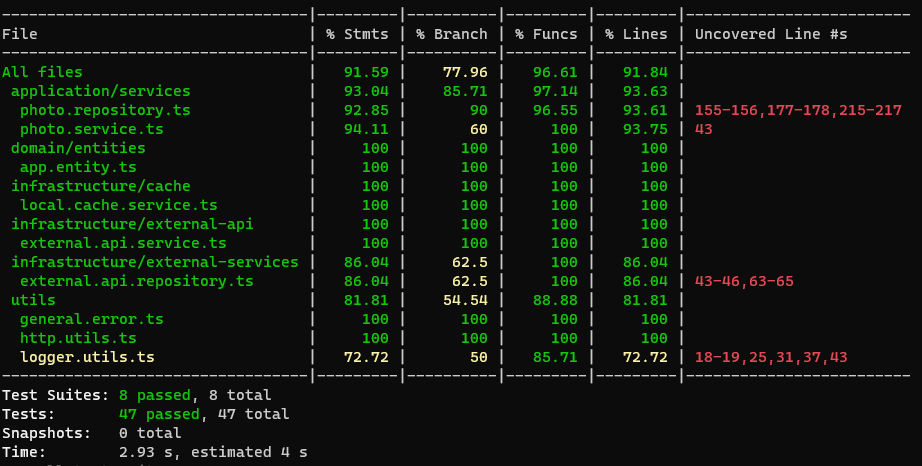 ----------------------------------|---------|----------|---------|---------|-------------------------
File                              | % Stmts | % Branch | % Funcs | % Lines | Uncovered Line #s
----------------------------------|---------|----------|---------|---------|-------------------------
All files                         |   91.59 |    77.96 |   96.61 |   91.84 |
 application/services             |   93.04 |    85.71 |   97.14 |   93.63 |
  photo.repository.ts             |   92.85 |       90 |   96.55 |   93.61 | 155-156,177-178,215-217
  photo.service.ts                |   94.11 |       60 |     100 |   93.75 | 43
 domain/entities                  |     100 |      100 |     100 |     100 |
  app.entity.ts                   |     100 |      100 |     100 |     100 |
 infrastructure/cache             |     100 |      100 |     100 |     100 |
  local.cache.service.ts          |     100 |      100 |     100 |     100 |
 infrastructure/external-api      |     100 |      100 |     100 |     100 |
  external.api.service.ts         |     100 |      100 |     100 |     100 |
 infrastructure/external-services |   86.04 |     62.5 |     100 |   86.04 |
  external.api.repository.ts      |   86.04 |     62.5 |     100 |   86.04 | 43-46,63-65
 utils                            |   81.81 |    54.54 |   88.88 |   81.81 |
  general.error.ts                |     100 |      100 |     100 |     100 |
  http.utils.ts                   |     100 |      100 |     100 |     100 |
  logger.utils.ts                 |   72.72 |       50 |   85.71 |   72.72 | 18-19,25,31,37,43
----------------------------------|---------|----------|---------|---------|-------------------------
Test Suites: 8 passed, 8 total
Tests:       47 passed, 47 total
Snapshots:   0 total
Time:        2.93 s, estimated 4 s